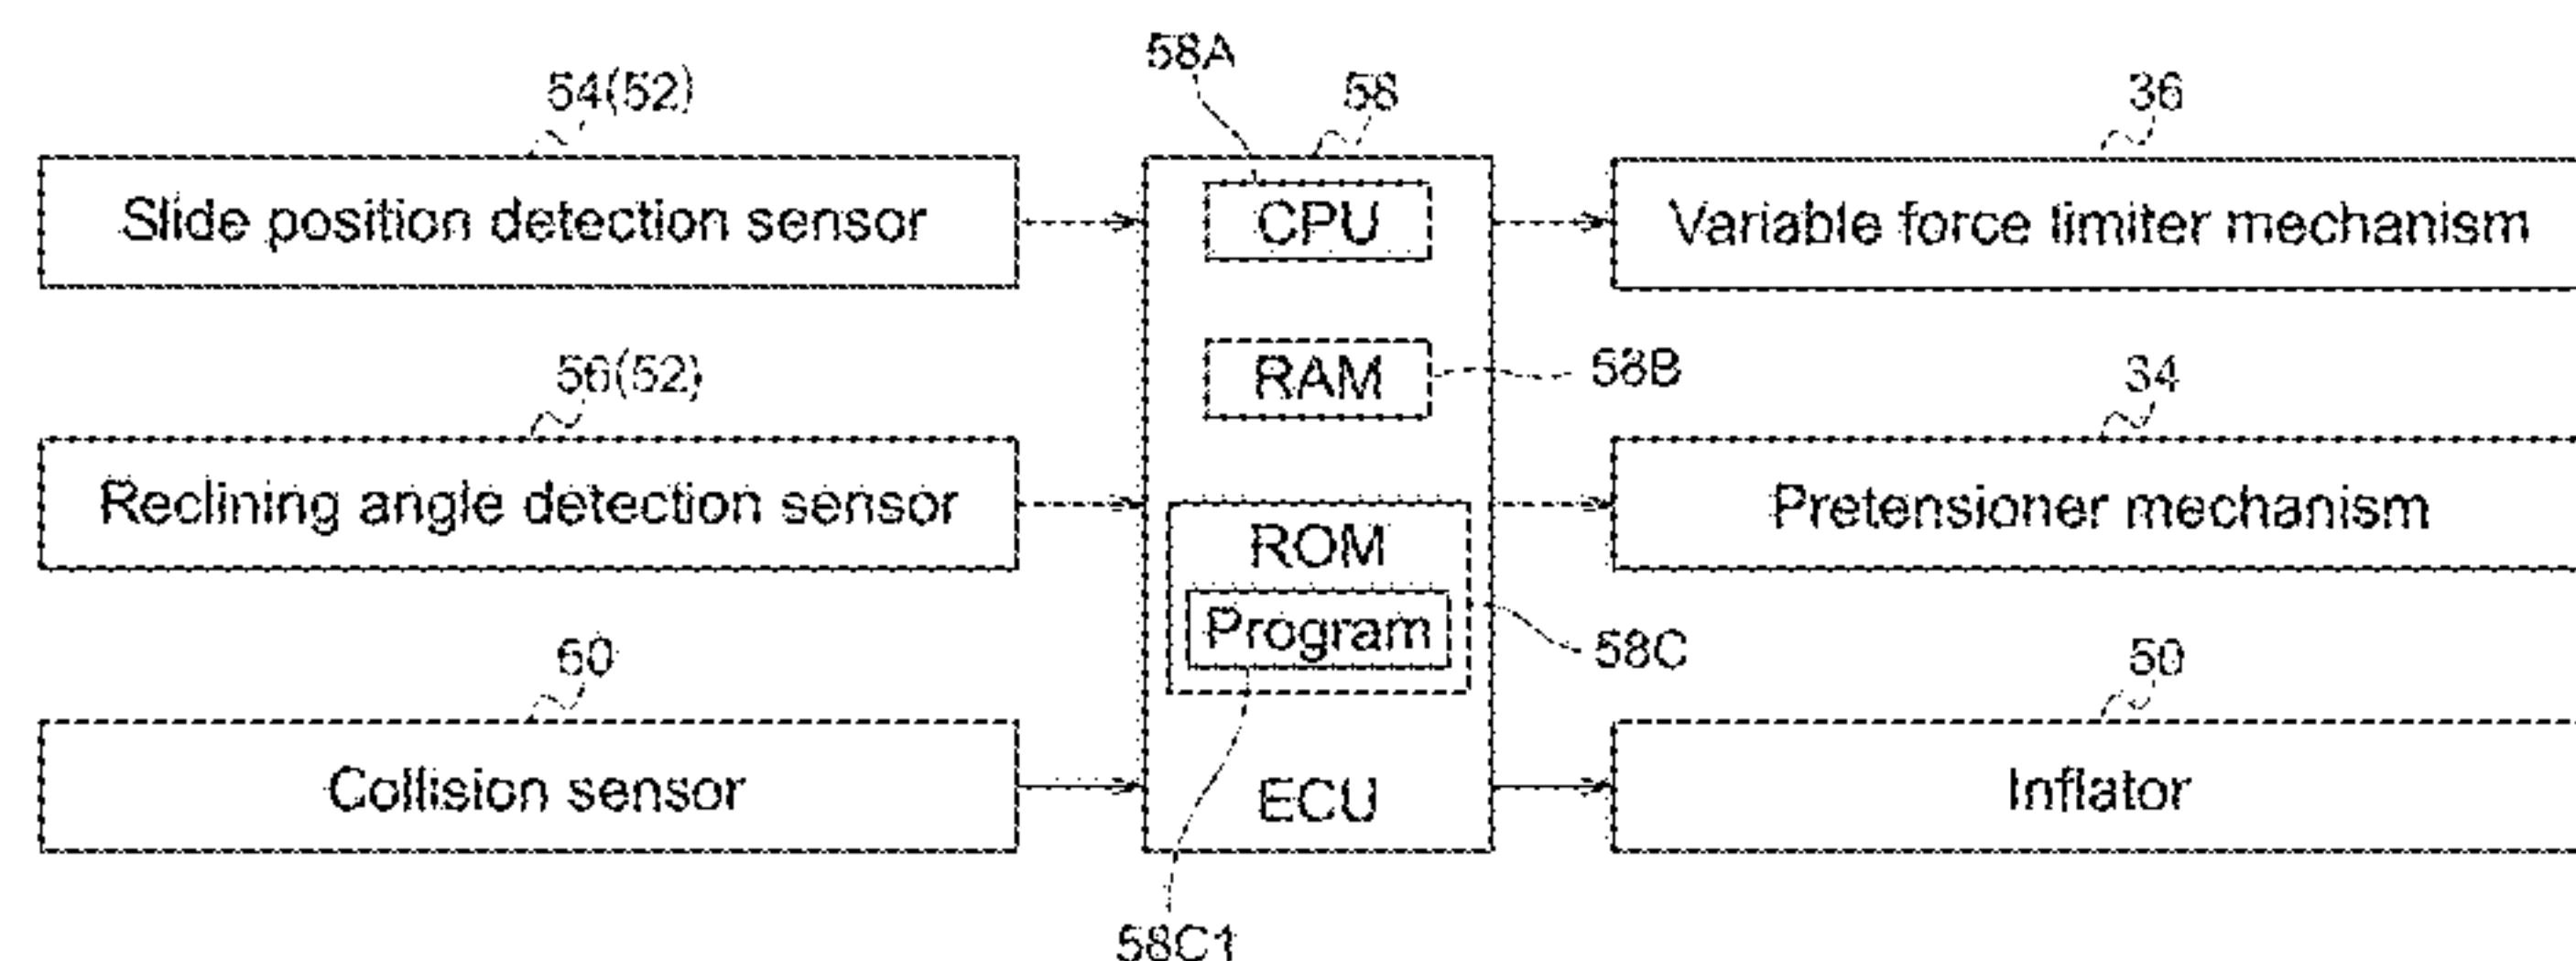 58A
54(52)
58
36
Slide position detection sensor
CPU
Variable force limiter mechanism
56(52)
RAM
58B
34
Reclining angle detection sensor
ROM
Pretensioner mechanism
Program
60
58C
50
Collision sensor
ECU
Inflator
58C1